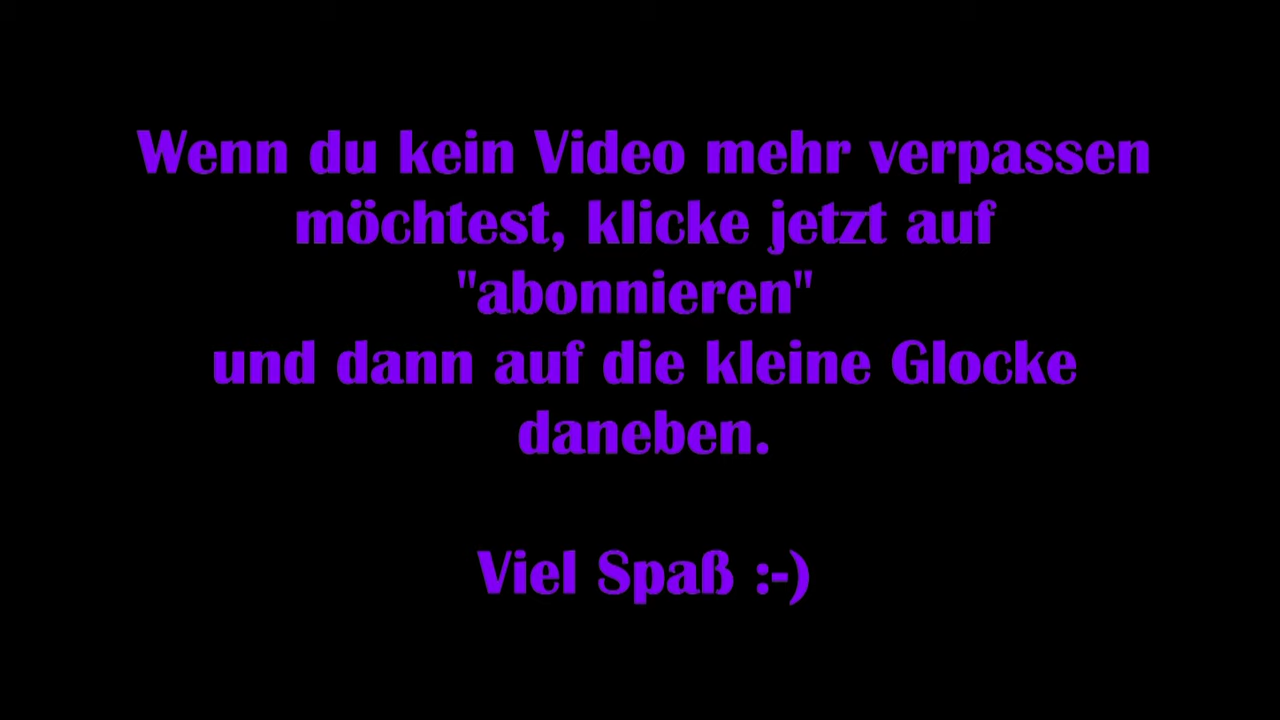 Wenn du kein Video mehr verpassen
möchtest, klicke jetzt auf
"abonnieren"
und dann auf die kleine Glocke
daneben.
Viel Spaß :-)